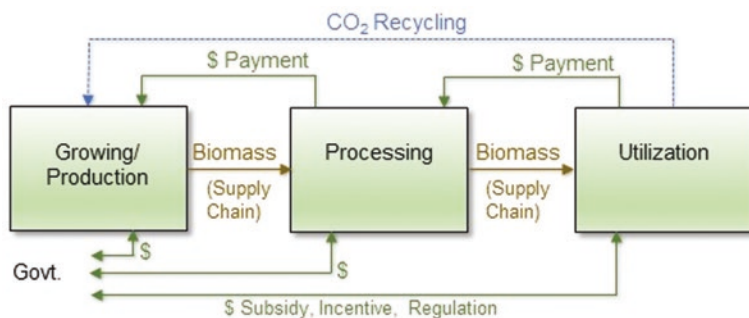 CO₂ Recycling
$ Payment
$ Payment
Growing/
Production
Biomass
(Supply
Chain)
Processing
Biomass
(Supply
Chain)
Utilization
$
Govt.
$
$ Subsidy, Incentive, Regulation